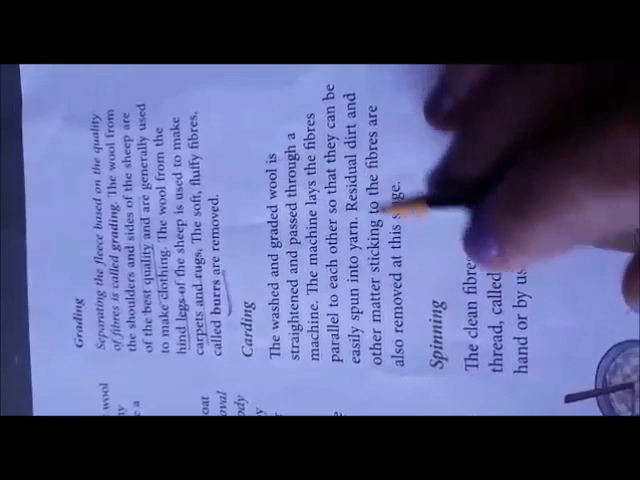 Grading
Separating the fleece based on the quality
of fibres is called grading. The wool from
the shoulders and sides of the sheep are
of the best quality and are generally used
to make clothing. The wool from the
hind legs of the sheep is used to make
carpets and rugs. The soft, fluffy fibres,
called burrs are removed.
Carding
The washed and graded wool is
straightened and passed through a
machine. The machine lays the fibres
parallel to each other so that they can be
easily spun into yarn. Residual dirt and
other matter sticking to the fibres are
also removed at this
Spinning
The clean
thread, called
hand or by
wool
a
oat